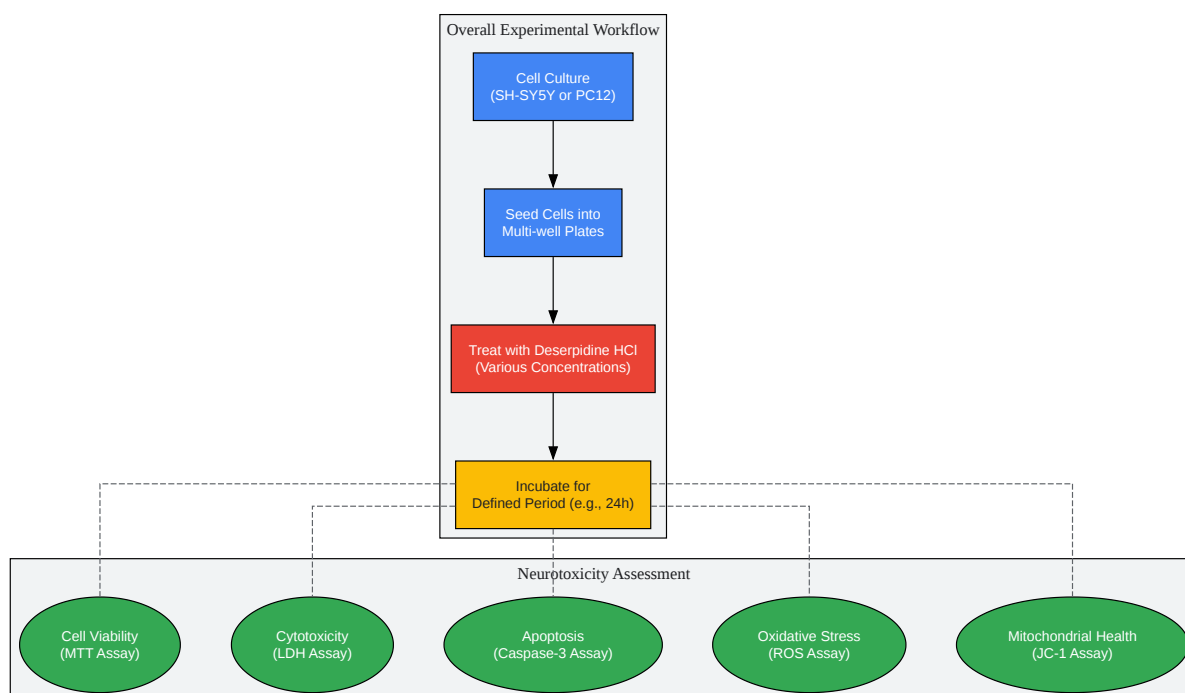 Overall Experimental Workflow
Cell Culture
(SH-SY5Y or PC12)
Seed Cells into
Multi-well Plates
Treat with Deserpidine HCl
(Various Concentrations)
Incubate for
Defined Period (e.g., 24h)
Neurotoxicity Assessment
Cell Viability
(MTT Assay)
Cytotoxicity
(LDH Assay)
Apoptosis
(Caspase-3 Assay)
Oxidative Stress
(ROS Assay)
Mitochondrial Health
(JC-1 Assay)